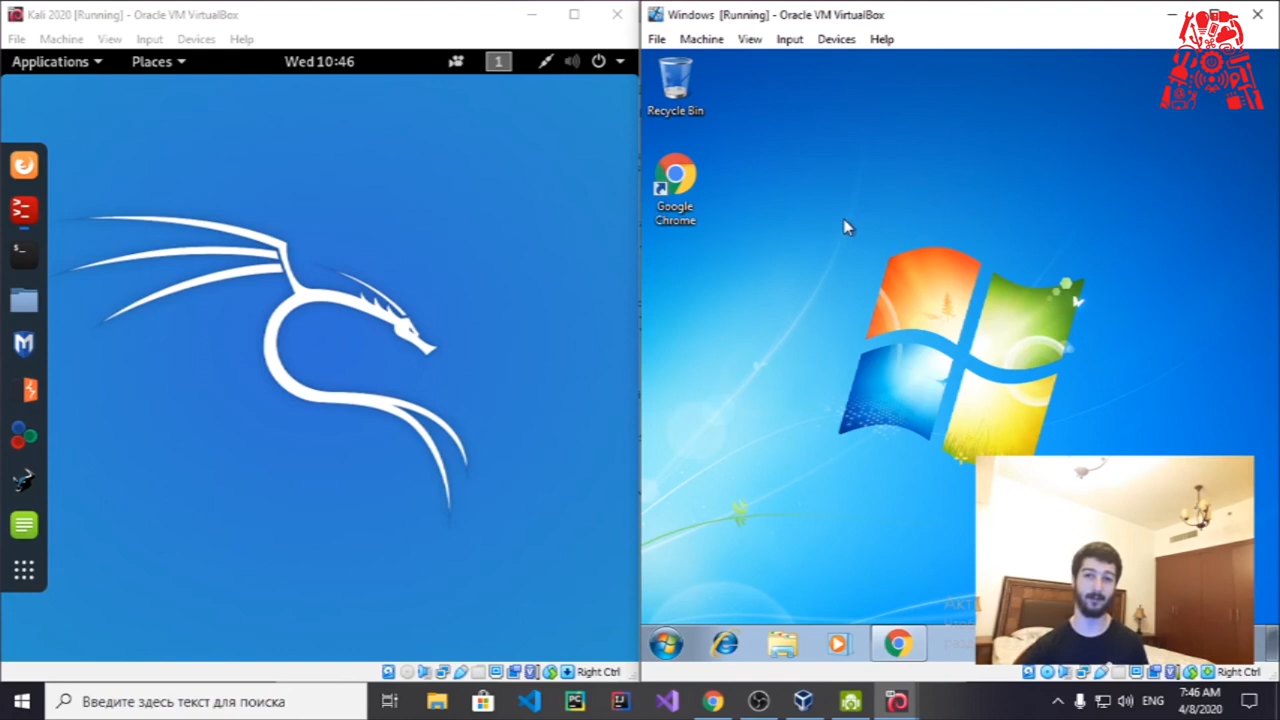 Kali 2020 [Running] - Oracle VM VirtualBox
File Machine View Input Devices Help
Applications Places Wed 10:46 1
Right Ctrl
Windows [Running] - Oracle VM VirtualBox
File Machine View Input Devices Help
Recycle Bin
Google
Chrome
Right Ctrl
Введите здесь текст для поиска
PC
ENG
7:46 AM
4/8/2020